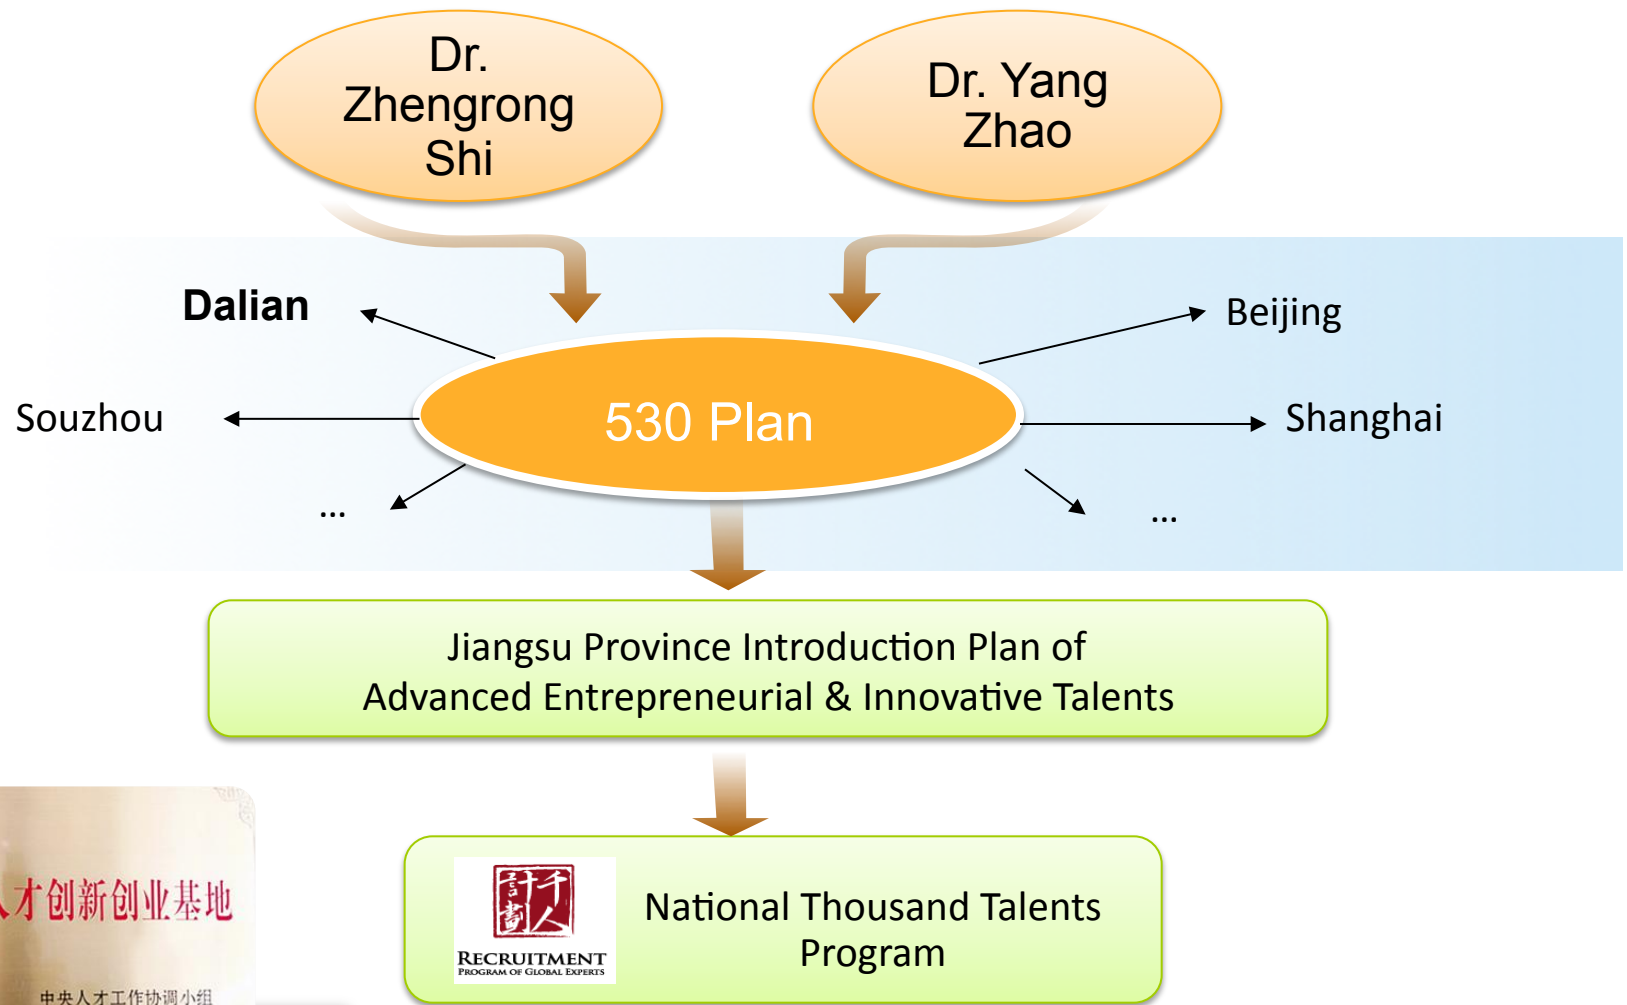 Dr.
Zhengrong
Shi
Dr. Yang
Zhao
Dalian
Beijing
530 Plan
Souzhou
Shanghai
...
...
Jiangsu Province Introduction Plan of
Advanced Entrepreneurial & Innovative Talents
人才创新创业基地
中央人才工作协调小组
千人計劃
RECRUITMENT
PROGRAM OF GLOBAL EXPERTS
National Thousand Talents
Program